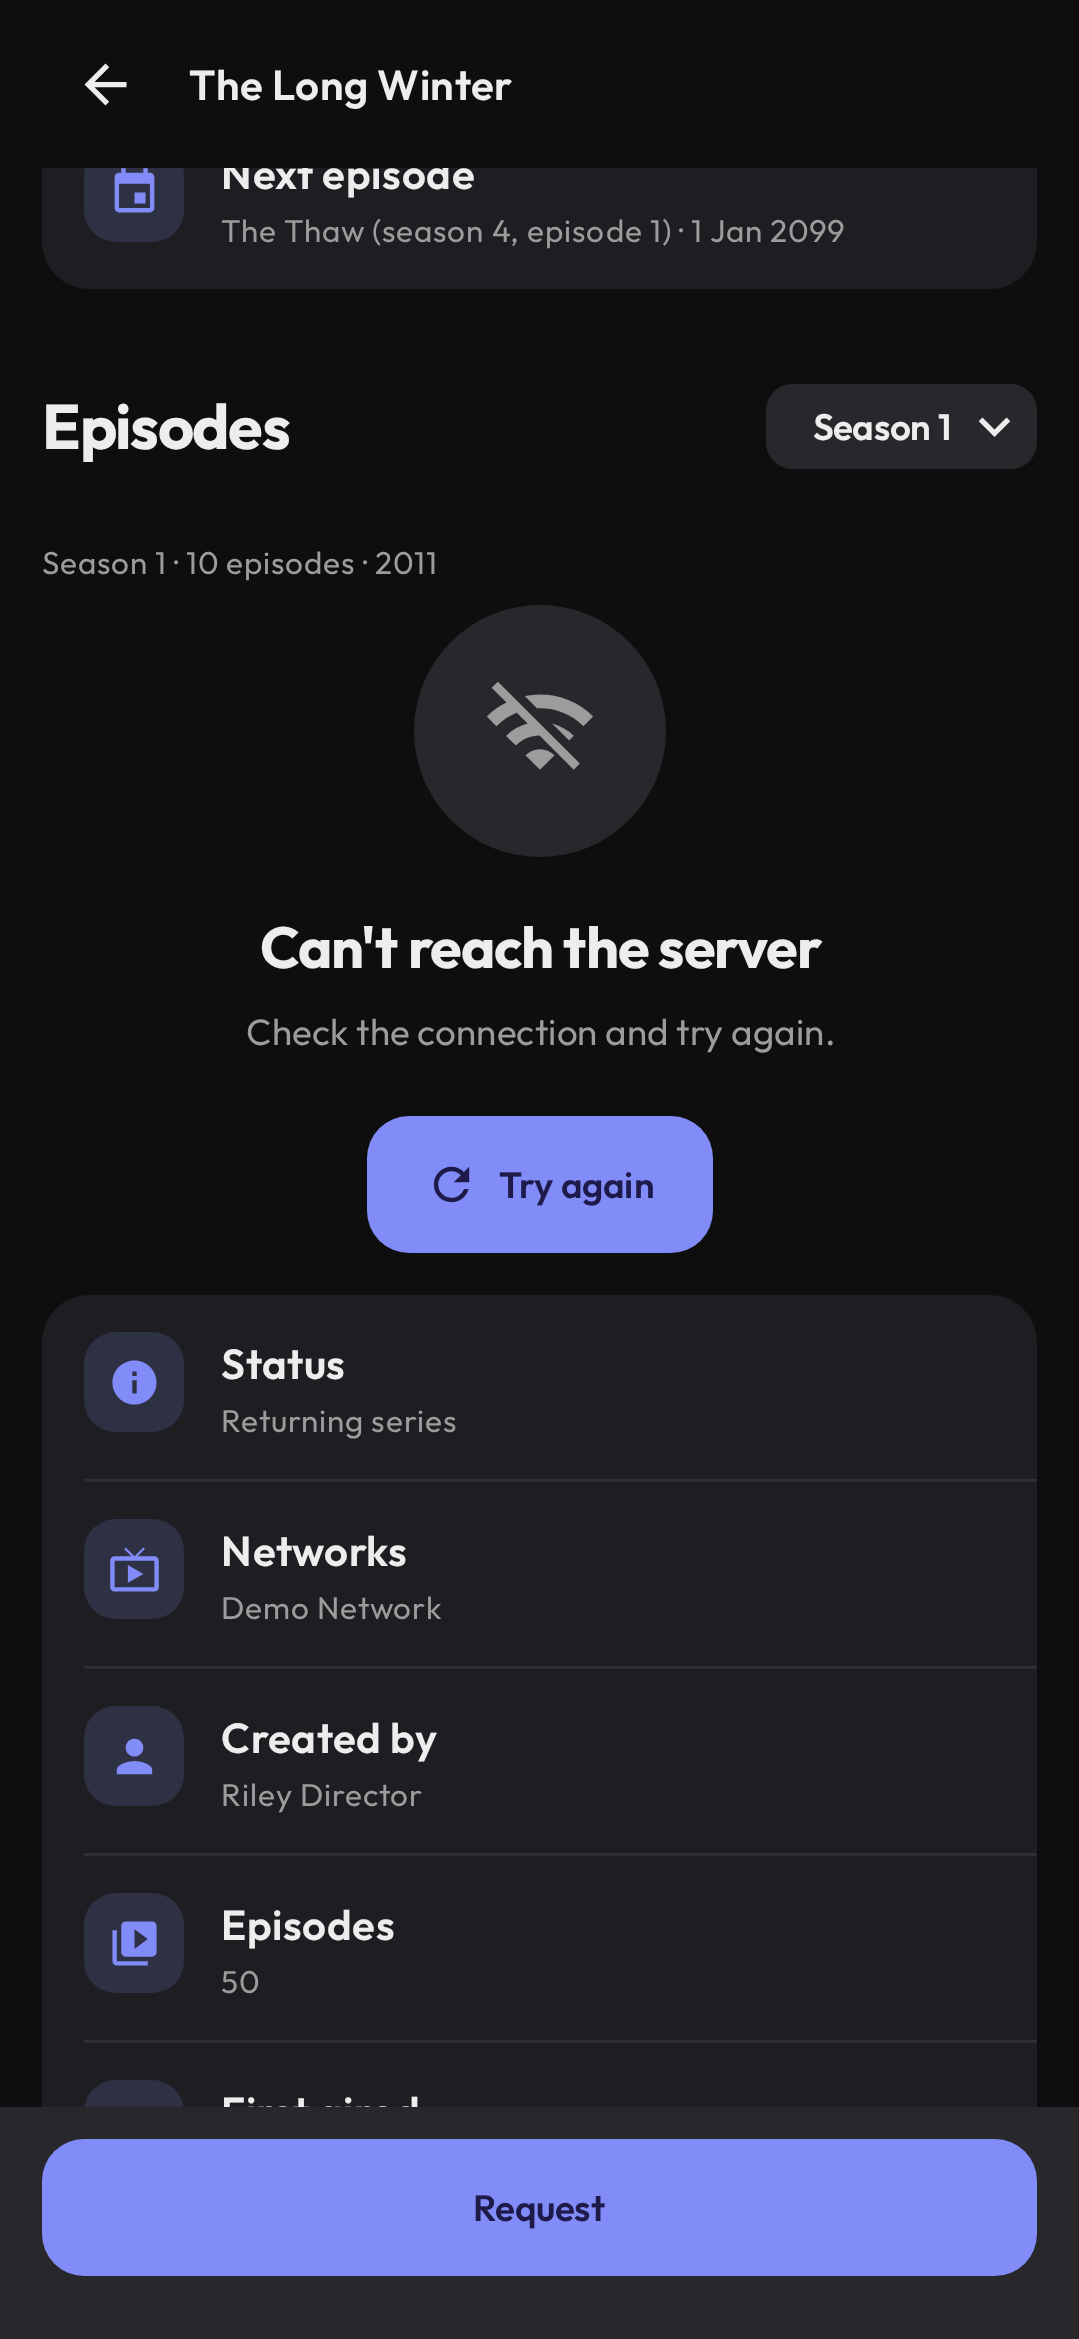 The Long Winter
Next episode
The Thaw (season 4, episode 1) · 1 Jan 2099
Episodes
Season 1
Season 1 · 10 episodes · 2011
Can't reach the server
Check the connection and try again.
Try again
Status
Returning series
Networks
Demo Network
Created by
Riley Director
Episodes
50
First aired
Request